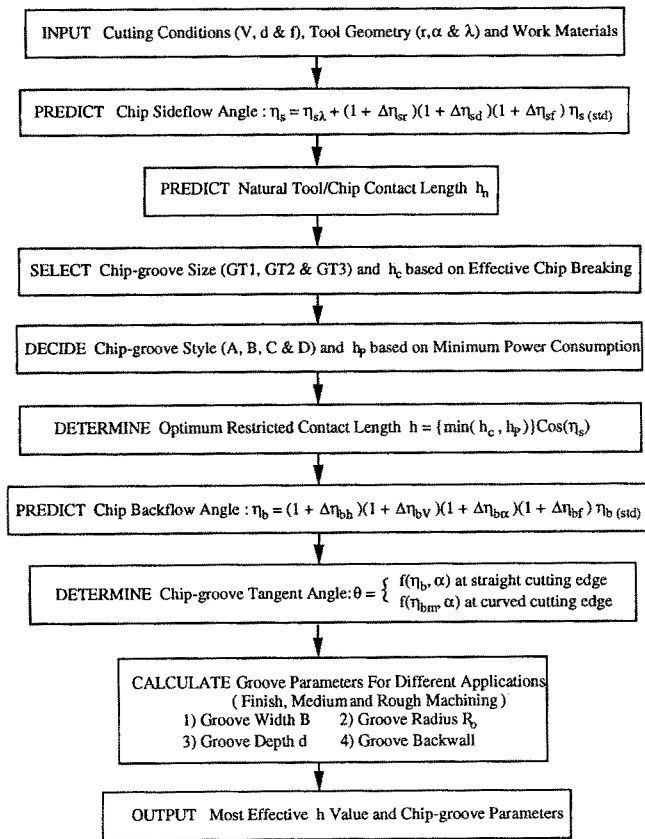 INPUT Cutting Conditions (V, d & f), Tool Geometry (r,α & λ) and Work Materials
PREDICT Chip Sideflow Angle : ηs = ηsλ + (1 + Δηsr )(1 + Δηsd )(1 + Δηsf ) ηs (std)
PREDICT Natural Tool/Chip Contact Length hn
SELECT Chip-groove Size (GT1, GT2 & GT3) and hc based on Effective Chip Breaking
DECIDE Chip-groove Style (A, B, C & D) and hP based on Minimum Power Consumption
DETERMINE Optimum Restricted Contact Length h = {min( hc , hP )}Cos(ηs)
PREDICT Chip Backflow Angle : ηb = (1 + Δηbh )(1 + ΔηbV )(1 + Δηbα )(1 + Δηbf ) ηb (std)
DETERMINE Chip-groove Tangent Angle: θ = { f(ηb, α) at straight cutting edge
f(ηbm, α) at curved cutting edge
CALCULATE Groove Parameters For Different Applications
( Finish, Medium and Rough Machining )
1) Groove Width B 2) Groove Radius Rb
3) Groove Depth d 4) Groove Backwall
OUTPUT Most Effective h Value and Chip-groove Parameters